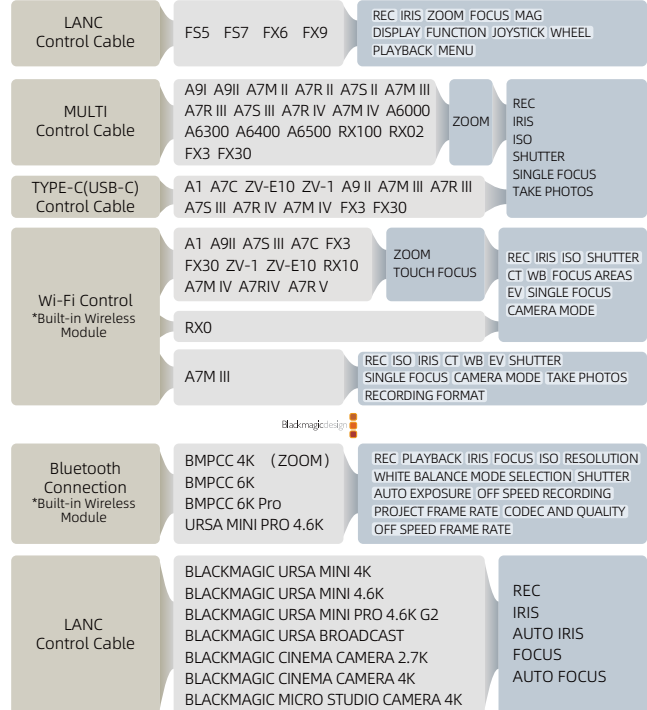 LANC
Control Cable
FS5 FS7 FX6 FX9
REC IRIS ZOOM FOCUS MAG
DISPLAY FUNCTION JOYSTICK WHEEL
PLAYBACK MENU
MULTI
Control Cable
A9I A9II A7M II A7R II A7S II A7M III
A7R III A7S III A7R IV A7M IV A6000
A6300 A6400 A6500 RX100 RX02
FX3 FX30
ZOOM
REC
IRIS
ISO
SHUTTER
SINGLE FOCUS
TAKE PHOTOS
TYPE-C(USB-C)
Control Cable
A1 A7C ZV-E10 ZV-1 A9 II A7M III A7R III
A7S III A7R IV A7M IV FX3 FX30
Wi-Fi Control
*Built-in Wireless
Module
A1 A9II A7S III A7C FX3
FX30 ZV-1 ZV-E10 RX10
A7M IV A7RIV A7R V
ZOOM
TOUCH FOCUS
REC IRIS ISO SHUTTER
CT WB FOCUS AREAS
EV SINGLE FOCUS
CAMERA MODE
RX0
A7M III
REC ISO IRIS CT WB EV SHUTTER
SINGLE FOCUS CAMERA MODE TAKE PHOTOS
RECORDING FORMAT
Blackmagicdesign
Bluetooth
Connection
*Built-in Wireless
Module
BMPCC 4K （ZOOM）
BMPCC 6K
BMPCC 6K Pro
URSA MINI PRO 4.6K
REC PLAYBACK IRIS FOCUS ISO RESOLUTION
WHITE BALANCE MODE SELECTION SHUTTER
AUTO EXPOSURE OFF SPEED RECORDING
PROJECT FRAME RATE CODEC AND QUALITY
OFF SPEED FRAME RATE
LANC
Control Cable
BLACKMAGIC URSA MINI 4K
BLACKMAGIC URSA MINI 4.6K
BLACKMAGIC URSA MINI PRO 4.6K G2
BLACKMAGIC URSA BROADCAST
BLACKMAGIC CINEMA CAMERA 2.7K
BLACKMAGIC CINEMA CAMERA 4K
BLACKMAGIC MICRO STUDIO CAMERA 4K
REC
IRIS
AUTO IRIS
FOCUS
AUTO FOCUS